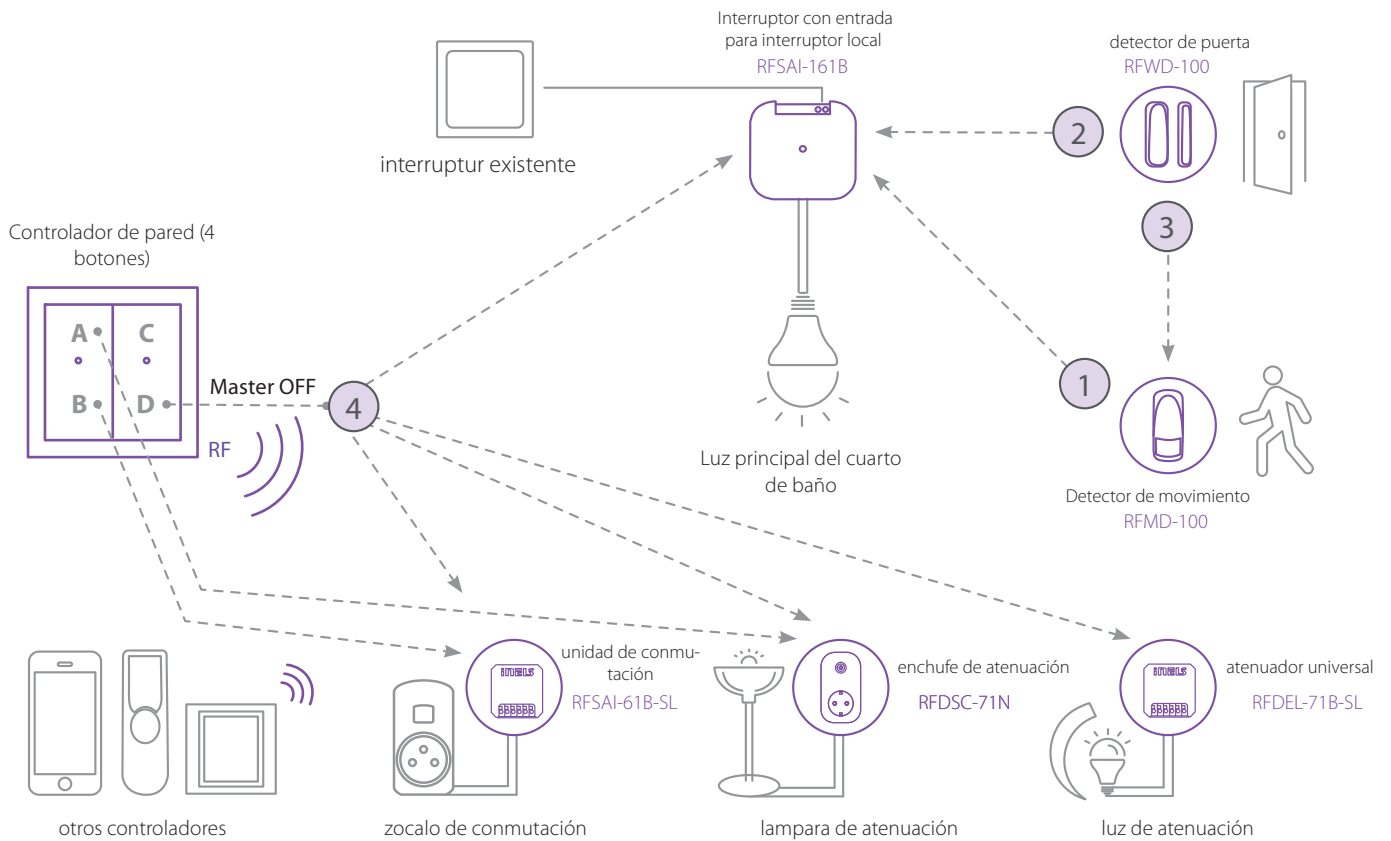 Interruptor con entrada
para interruptor local
RFSAI-161B
detector de puerta
RFWD-100
2
interruptur existente
3
Controlador de pared (4
botones)
A
C
B
D
Master OFF
RF
4
1
Luz principal del cuarto
de baño
Detector de movimiento
RFMD-100
unidad de conmu-
tación
RFSAI-61B-SL
iNELS
enchufe de atenuación
RFDSC-71N
iNELS
atenuador universal
RFDEL-71B-SL
otros controladores
zocalo de conmutación
lampara de atenuación
luz de atenuación